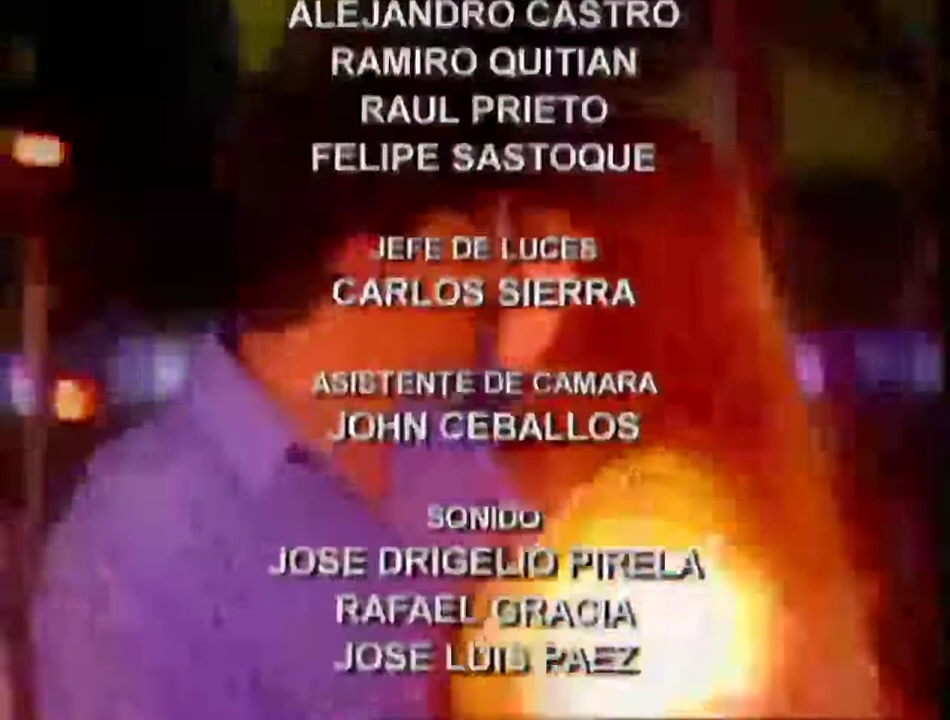 ALEJANDRO CASTRO
RAMIRO QUITIAN
RAUL PRIETO
FELIPE SASTOQUE
JEFE DE LUCES
CARLOS SIERRA
ASISTENTE DE CAMARA
JOHN CEBALLOS
SONIDO
JOSE DRIGELIO PIRELA
RAFAEL GRACIA
JOSE LUIS PAEZ